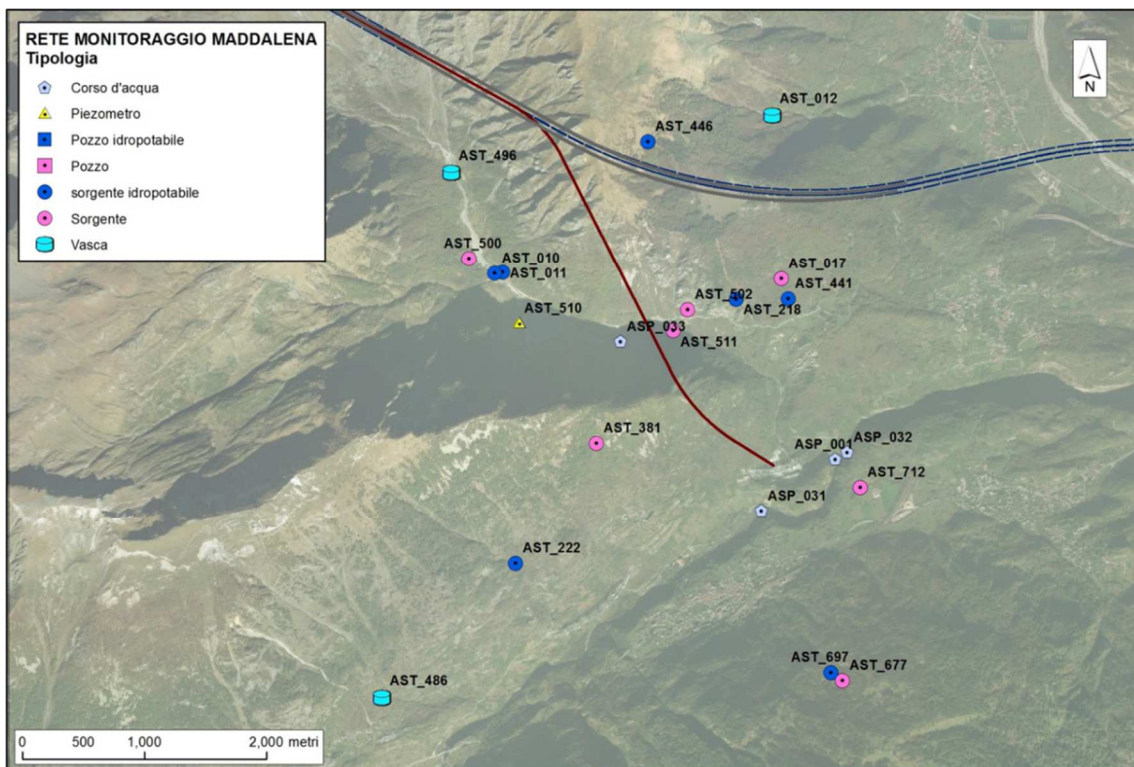 RETE MONITORAGGIO MADDALENA
Tipologia
Corso d'acqua
Piezometro
Pozzo idropotabile
Pozzo
sorgente idropotabile
Sorgente
Vasca
N
AST_012
AST_446
AST_496
AST_500
AST_010
AST_011
AST_017
AST_441
AST_502
AST_218
AST_510
ASP_033
AST_511
AST_381
ASP_001
ASP_032
AST_712
ASP_031
AST_222
AST_697
AST_677
AST_486
0 500 1,000 2,000 metri